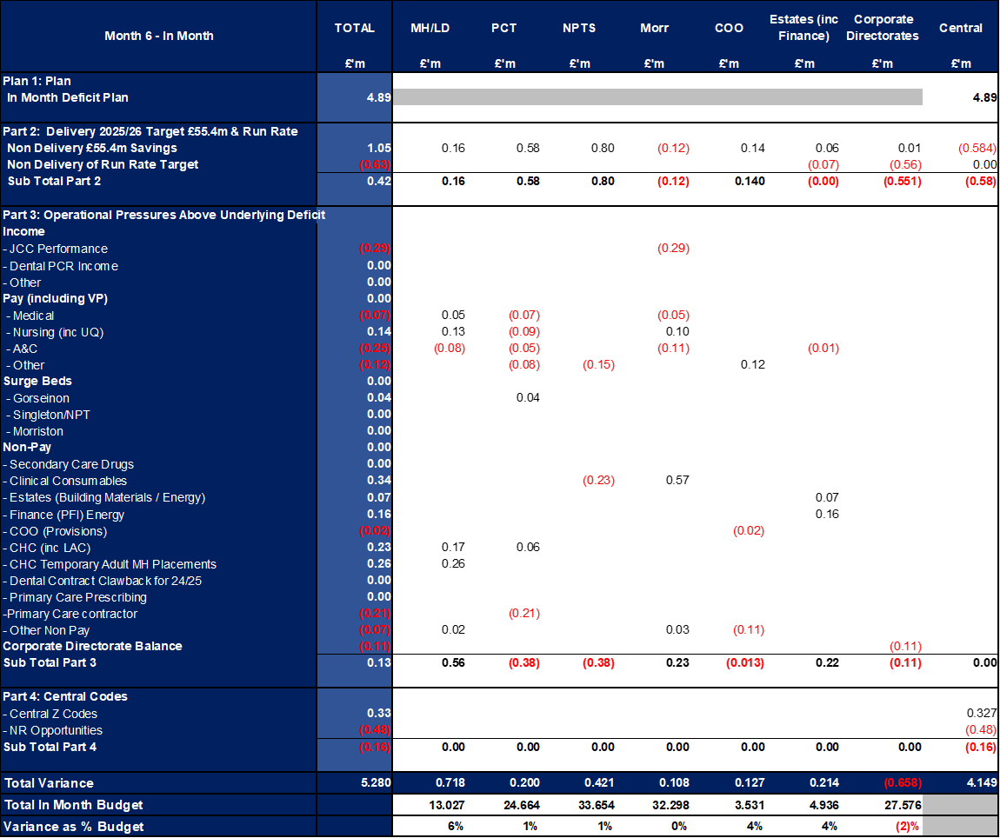 Month 6 - In Month TOTAL MH/LD PCT NPTS Morr COO Estates (inc Finance) Corporate Directorates Central
£'m £'m £'m £'m £'m £'m £'m £'m £'m
Plan 1: Plan
In Month Deficit Plan 4.89 4.89
Part 2: Delivery 2025/26 Target £55.4m & Run Rate
Non Delivery £55.4m Savings 1.05 0.16 0.58 0.80 (0.12) 0.14 0.06 0.01 (0.584)
Non Delivery of Run Rate Target (0.63) (0.07) (0.56) 0.00
Sub Total Part 2 0.42 0.16 0.58 0.80 (0.12) 0.140 (0.00) (0.551) (0.58)
Part 3: Operational Pressures Above Underlying Deficit
Income
- JCC Performance (0.29) (0.29)
- Dental PCR Income 0.00
- Other 0.00
Pay (including VP) 0.00
- Medical (0.07) 0.05 (0.07) (0.05)
- Nursing (inc UQ) 0.14 0.13 (0.09) 0.10
- A&C (0.25) (0.08) (0.05) (0.11) (0.01)
- Other (0.12) (0.08) (0.15) 0.12
Surge Beds 0.00
- Gorseinon 0.04 0.04
- Singleton/NPT 0.00
- Morriston 0.00
Non-Pay 0.00
- Secondary Care Drugs 0.00
- Clinical Consumables 0.34 (0.23) 0.57
- Estates (Building Materials / Energy) 0.07 0.07
- Finance (PFI) Energy 0.16 0.16
- COO (Provisions) (0.02) (0.02)
- CHC (inc LAC) 0.23 0.17 0.06
- CHC Temporary Adult MH Placements 0.26 0.26
- Dental Contract Clawback for 24/25 0.00
- Primary Care Prescribing 0.00
-Primary Care contractor (0.21) (0.21)
- Other Non Pay (0.07) 0.02 0.03 (0.11)
Corporate Directorate Balance (0.11) (0.11)
Sub Total Part 3 0.13 0.56 (0.38) (0.38) 0.23 (0.013) 0.22 (0.11) 0.00
Part 4: Central Codes
- Central Z Codes 0.33 0.327
- NR Opportunities (0.48) (0.48)
Sub Total Part 4 (0.16) 0.00 0.00 0.00 0.00 0.00 0.00 0.00 (0.16)
Total Variance 5.280 0.718 0.200 0.421 0.108 0.127 0.214 (0.658) 4.149
Total In Month Budget 13.027 24.664 33.654 32.298 3.531 4.936 27.576
Variance as % Budget 6% 1% 1% 0% 4% 4% (2)%